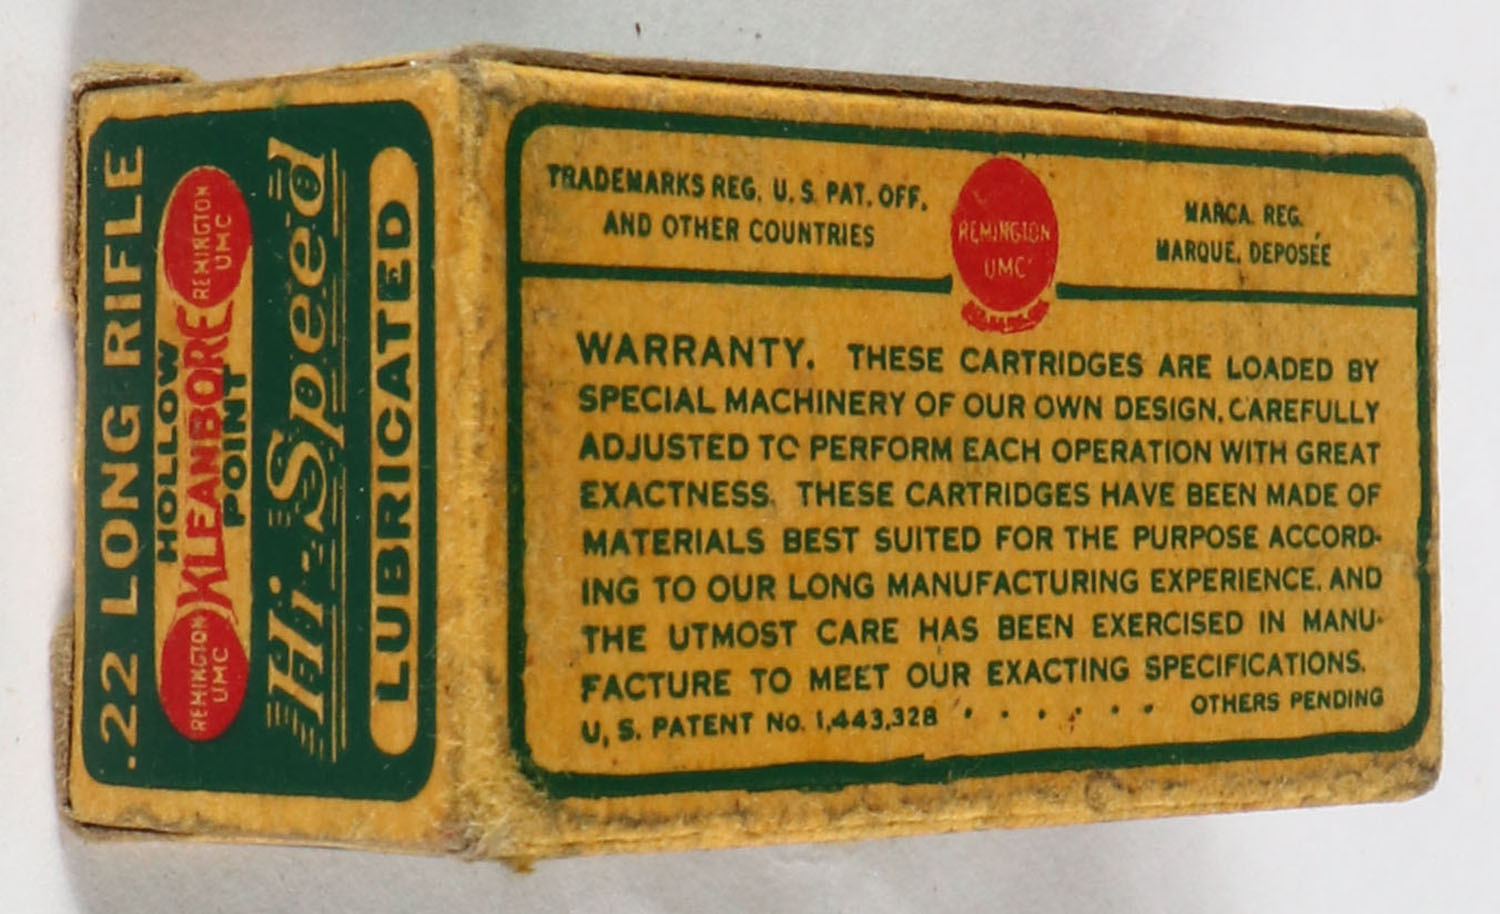 .22 LONG RIFLE
HOLLOW
REMINGTON
UMC
KLEANBORE
REMINGTON
UMC
POINT
Hi-Speed
LUBRICATED
TRADEMARKS REG. U. S. PAT. OFF.
AND OTHER COUNTRIES
REMINGTON
UMC
MARCA. REG.
MARQUE. DEPOSÉE
WARRANTY. THESE CARTRIDGES ARE LOADED BY
SPECIAL MACHINERY OF OUR OWN DESIGN, CAREFULLY
ADJUSTED TO PERFORM EACH OPERATION WITH GREAT
EXACTNESS. THESE CARTRIDGES HAVE BEEN MADE OF
MATERIALS BEST SUITED FOR THE PURPOSE ACCORD-
ING TO OUR LONG MANUFACTURING EXPERIENCE, AND
THE UTMOST CARE HAS BEEN EXERCISED IN MANU-
FACTURE TO MEET OUR EXACTING SPECIFICATIONS.
U. S. PATENT No. 1,443,328 . . . . . . OTHERS PENDING